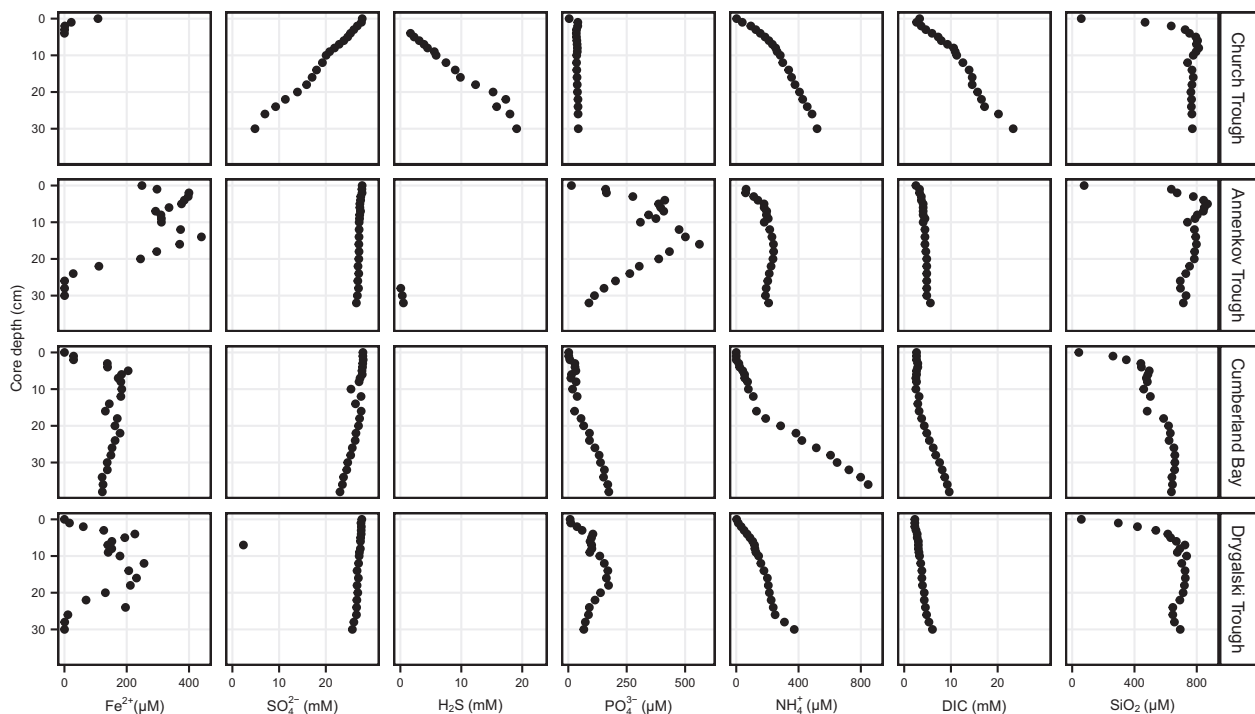 0
10
20
30
Church Trough
0
10
20
30
Annenkov Trough
Core depth (cm)
0
10
20
30
Cumberland Bay
0
10
20
30
Drygalski Trough
0 200 400 0 10 20 30 0 10 20 0 250 500 0 400 800 0 10 20 30 0 400 800
Fe²⁺(µM) SO₄²⁻ (mM) H₂S (mM) PO₄³⁻ (µM) NH₄⁺ (µM) DIC (mM) SiO₂ (µM)